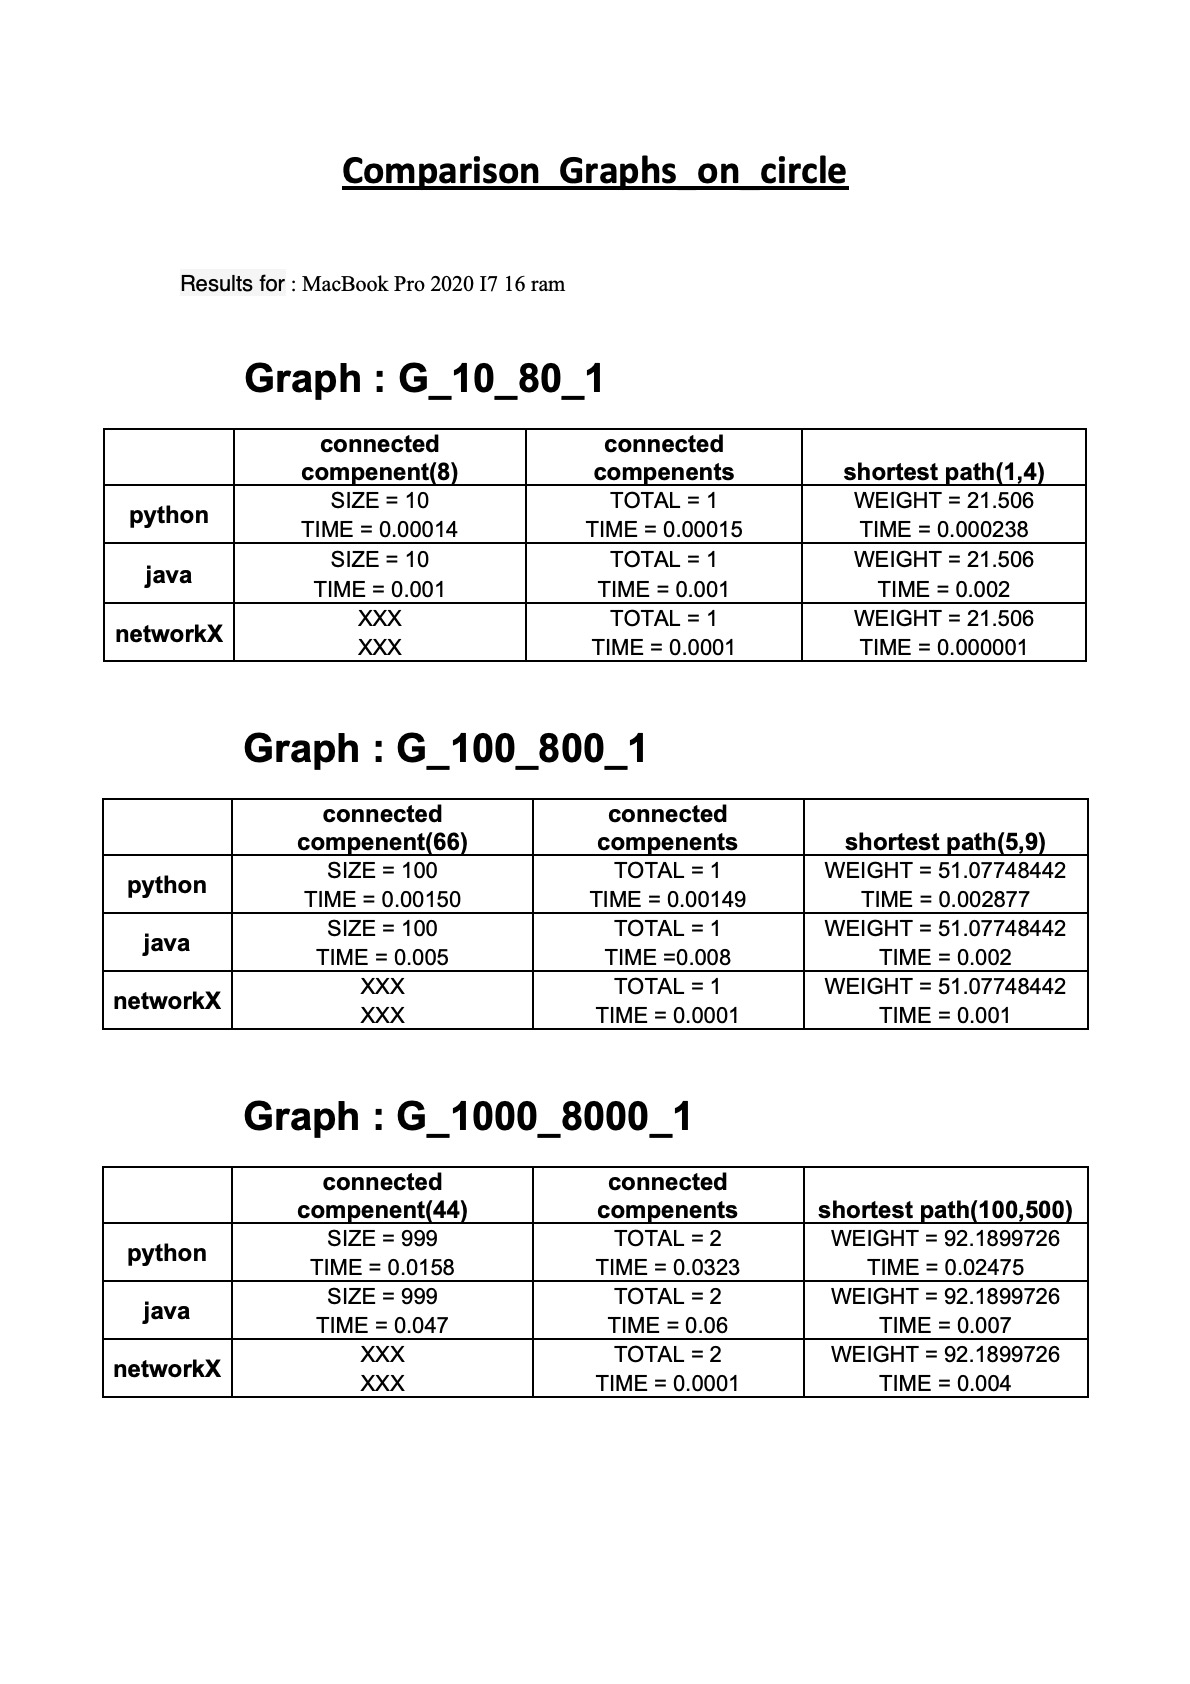 Comparison Graphs on circle
Results for : MacBook Pro 2020 I7 16 ram
Graph : G_10_80_1
connected compenent(8) connected compenents shortest path(1,4)
python SIZE = 10 TOTAL = 1 WEIGHT = 21.506
TIME = 0.00014 TIME = 0.00015 TIME = 0.000238
java SIZE = 10 TOTAL = 1 WEIGHT = 21.506
TIME = 0.001 TIME = 0.001 TIME = 0.002
networkX XXX TOTAL = 1 WEIGHT = 21.506
XXX TIME = 0.0001 TIME = 0.000001
Graph : G_100_800_1
connected compenent(66) connected compenents shortest path(5,9)
python SIZE = 100 TOTAL = 1 WEIGHT = 51.07748442
TIME = 0.00150 TIME = 0.00149 TIME = 0.002877
java SIZE = 100 TOTAL = 1 WEIGHT = 51.07748442
TIME = 0.005 TIME =0.008 TIME = 0.002
networkX XXX TOTAL = 1 WEIGHT = 51.07748442
XXX TIME = 0.0001 TIME = 0.001
Graph : G_1000_8000_1
connected compenent(44) connected compenents shortest path(100,500)
python SIZE = 999 TOTAL = 2 WEIGHT = 92.1899726
TIME = 0.0158 TIME = 0.0323 TIME = 0.02475
java SIZE = 999 TOTAL = 2 WEIGHT = 92.1899726
TIME = 0.047 TIME = 0.06 TIME = 0.007
networkX XXX TOTAL = 2 WEIGHT = 92.1899726
XXX TIME = 0.0001 TIME = 0.004